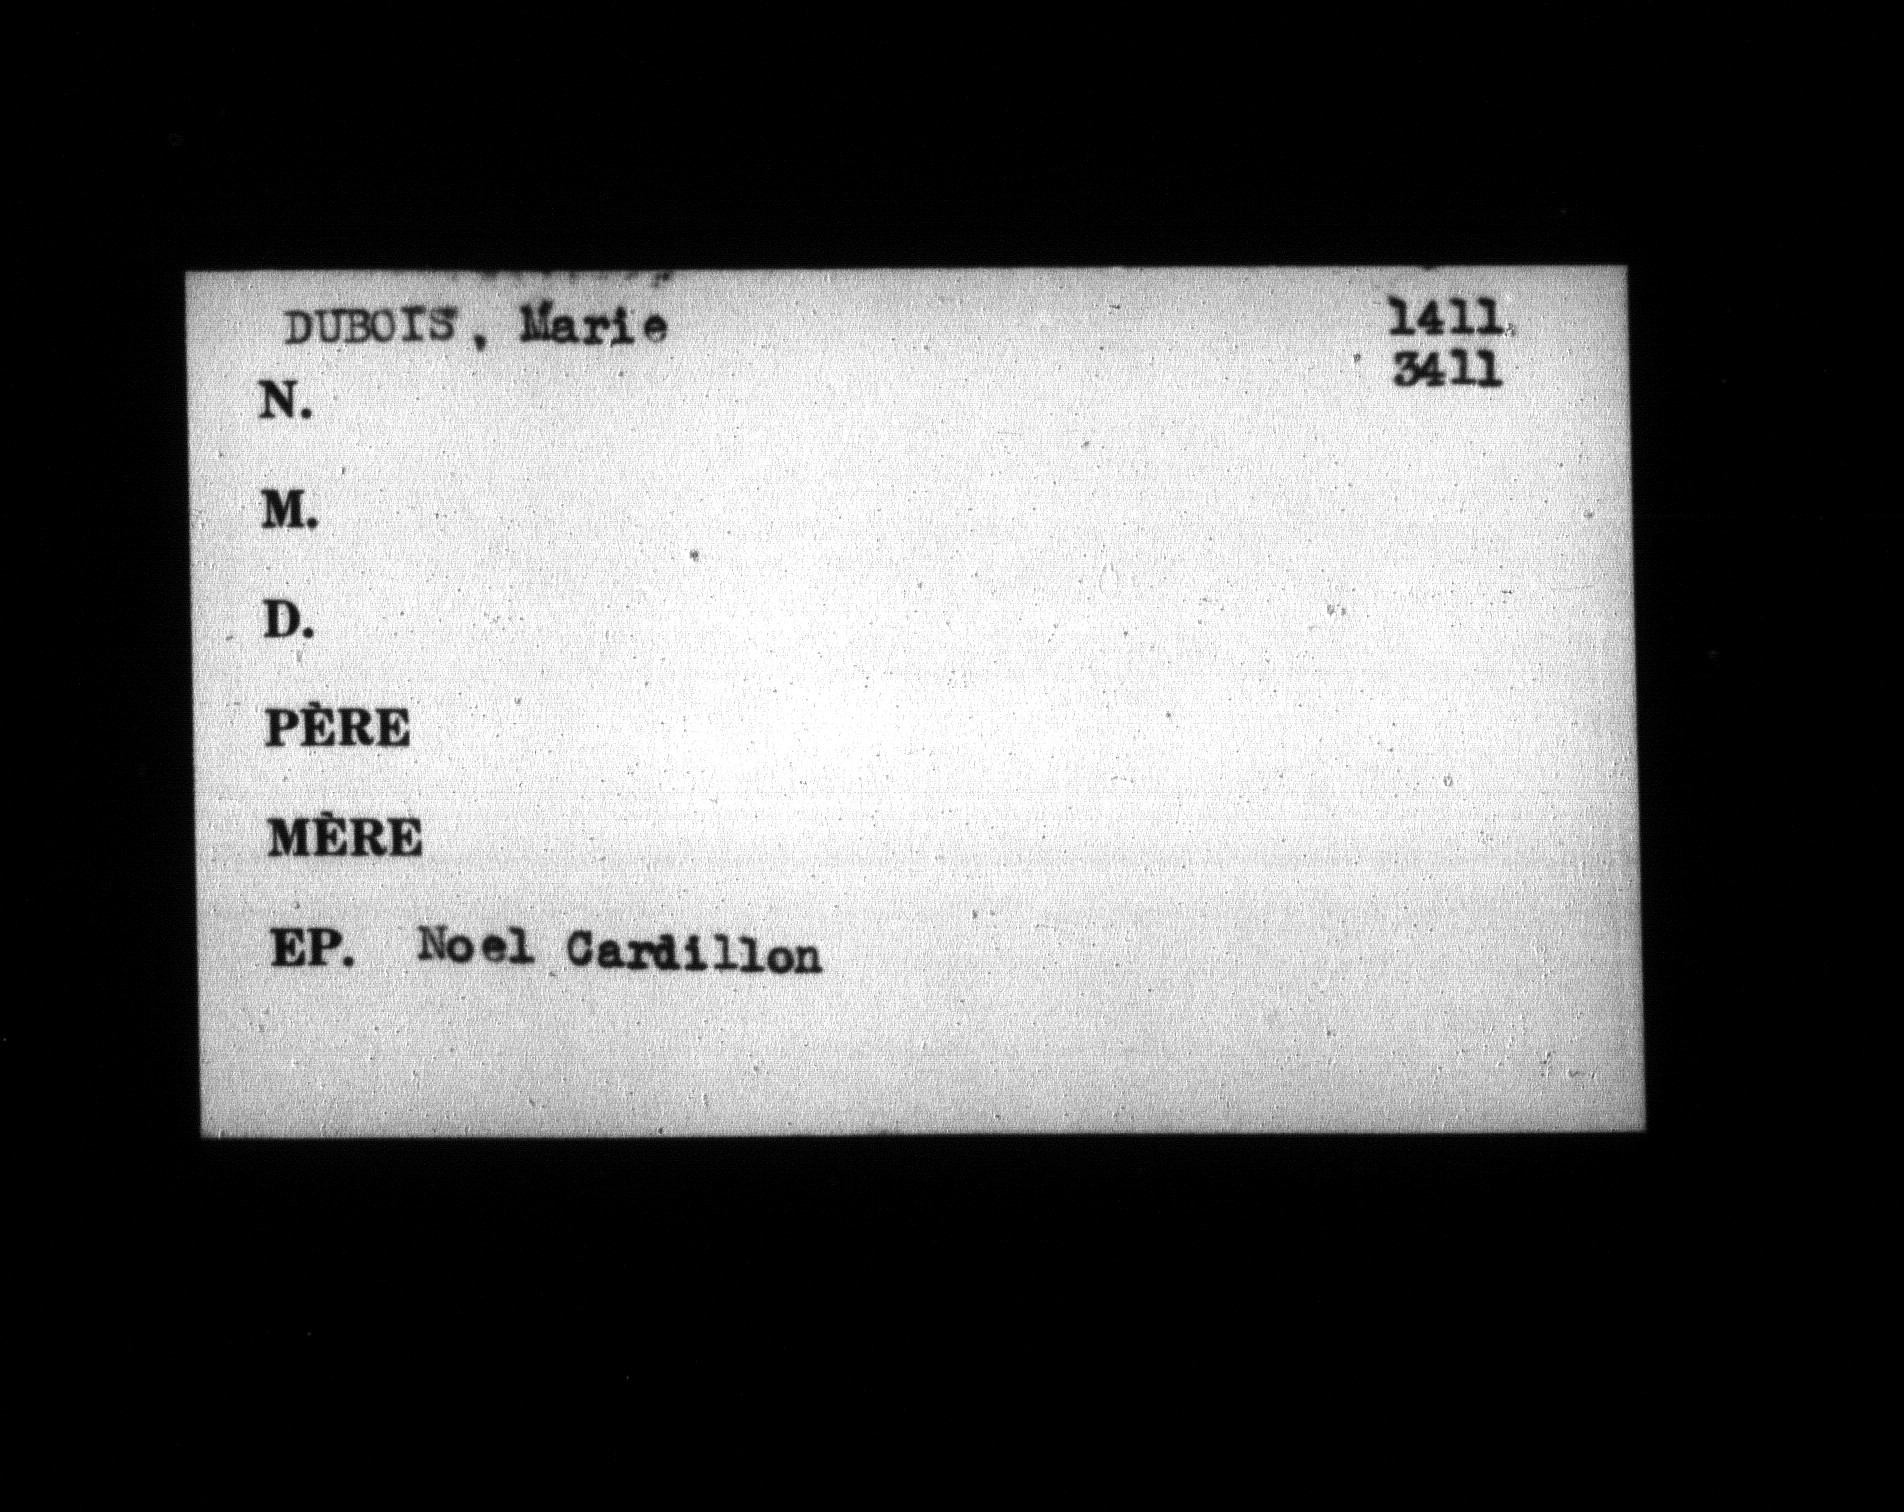 DUBOIS, Marie 1411
3411
N.
M.
D.
PÈRE
MÈRE
EP. Noel Cardillon